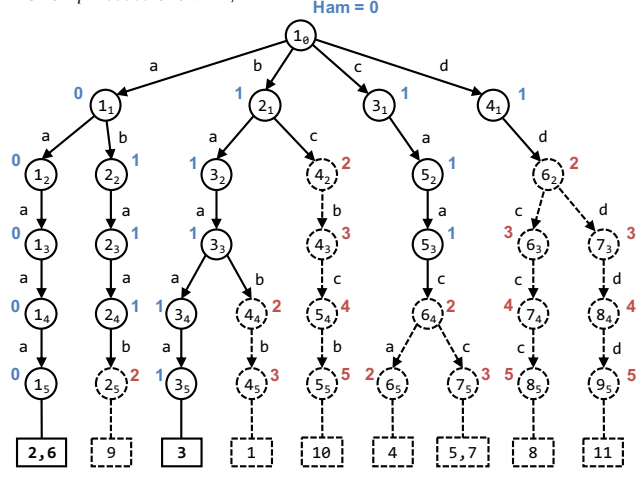 Ham = 0
1₀
a b c d
0 1₁ 1 2₁ 3₁ 1 4₁ 1
a b a c a d
0 1₂ 2₂ 1 1 3₂ 4₂ 2 5₂ 1 6₂ 2
a a a b a c d
0 1₃ 2₃ 1 1 3₃ 4₃ 3 5₃ 1 3 6₃ 7₃ 3
a a a b c c c d
0 1₄ 2₄ 1 1 3₄ 4₄ 2 5₄ 4 6₄ 2 4 7₄ 8₄ 4
a b a b b a c c d
0 1₅ 2₅ 2 1 3₅ 4₅ 3 5₅ 5 2 6₅ 7₅ 3 5 8₅ 9₅ 5
2,6 9 3 1 10 4 5,7 8 11